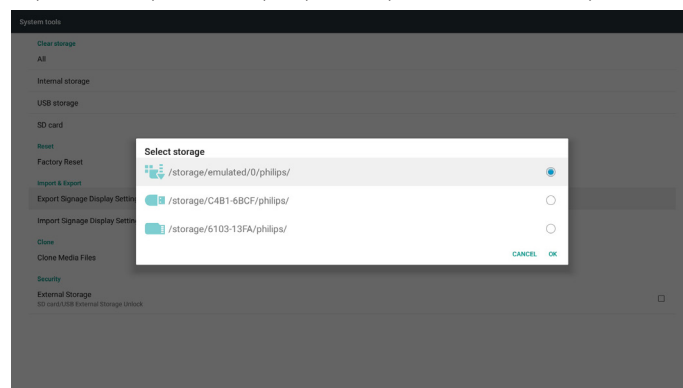 System tools
Clear storage
All
Internal storage
USB storage
SD card
Reset
Factory Reset
Import & Export
Export Signage Display Setting
Import Signage Display Settin
Clone
Clone Media Files
Security
External Storage
SD card/USB External Storage Unlock
Select storage
/storage/emulated/0/philips/
/storage/C4B1-6BCF/philips/
/storage/6103-13FA/philips/
CANCEL OK